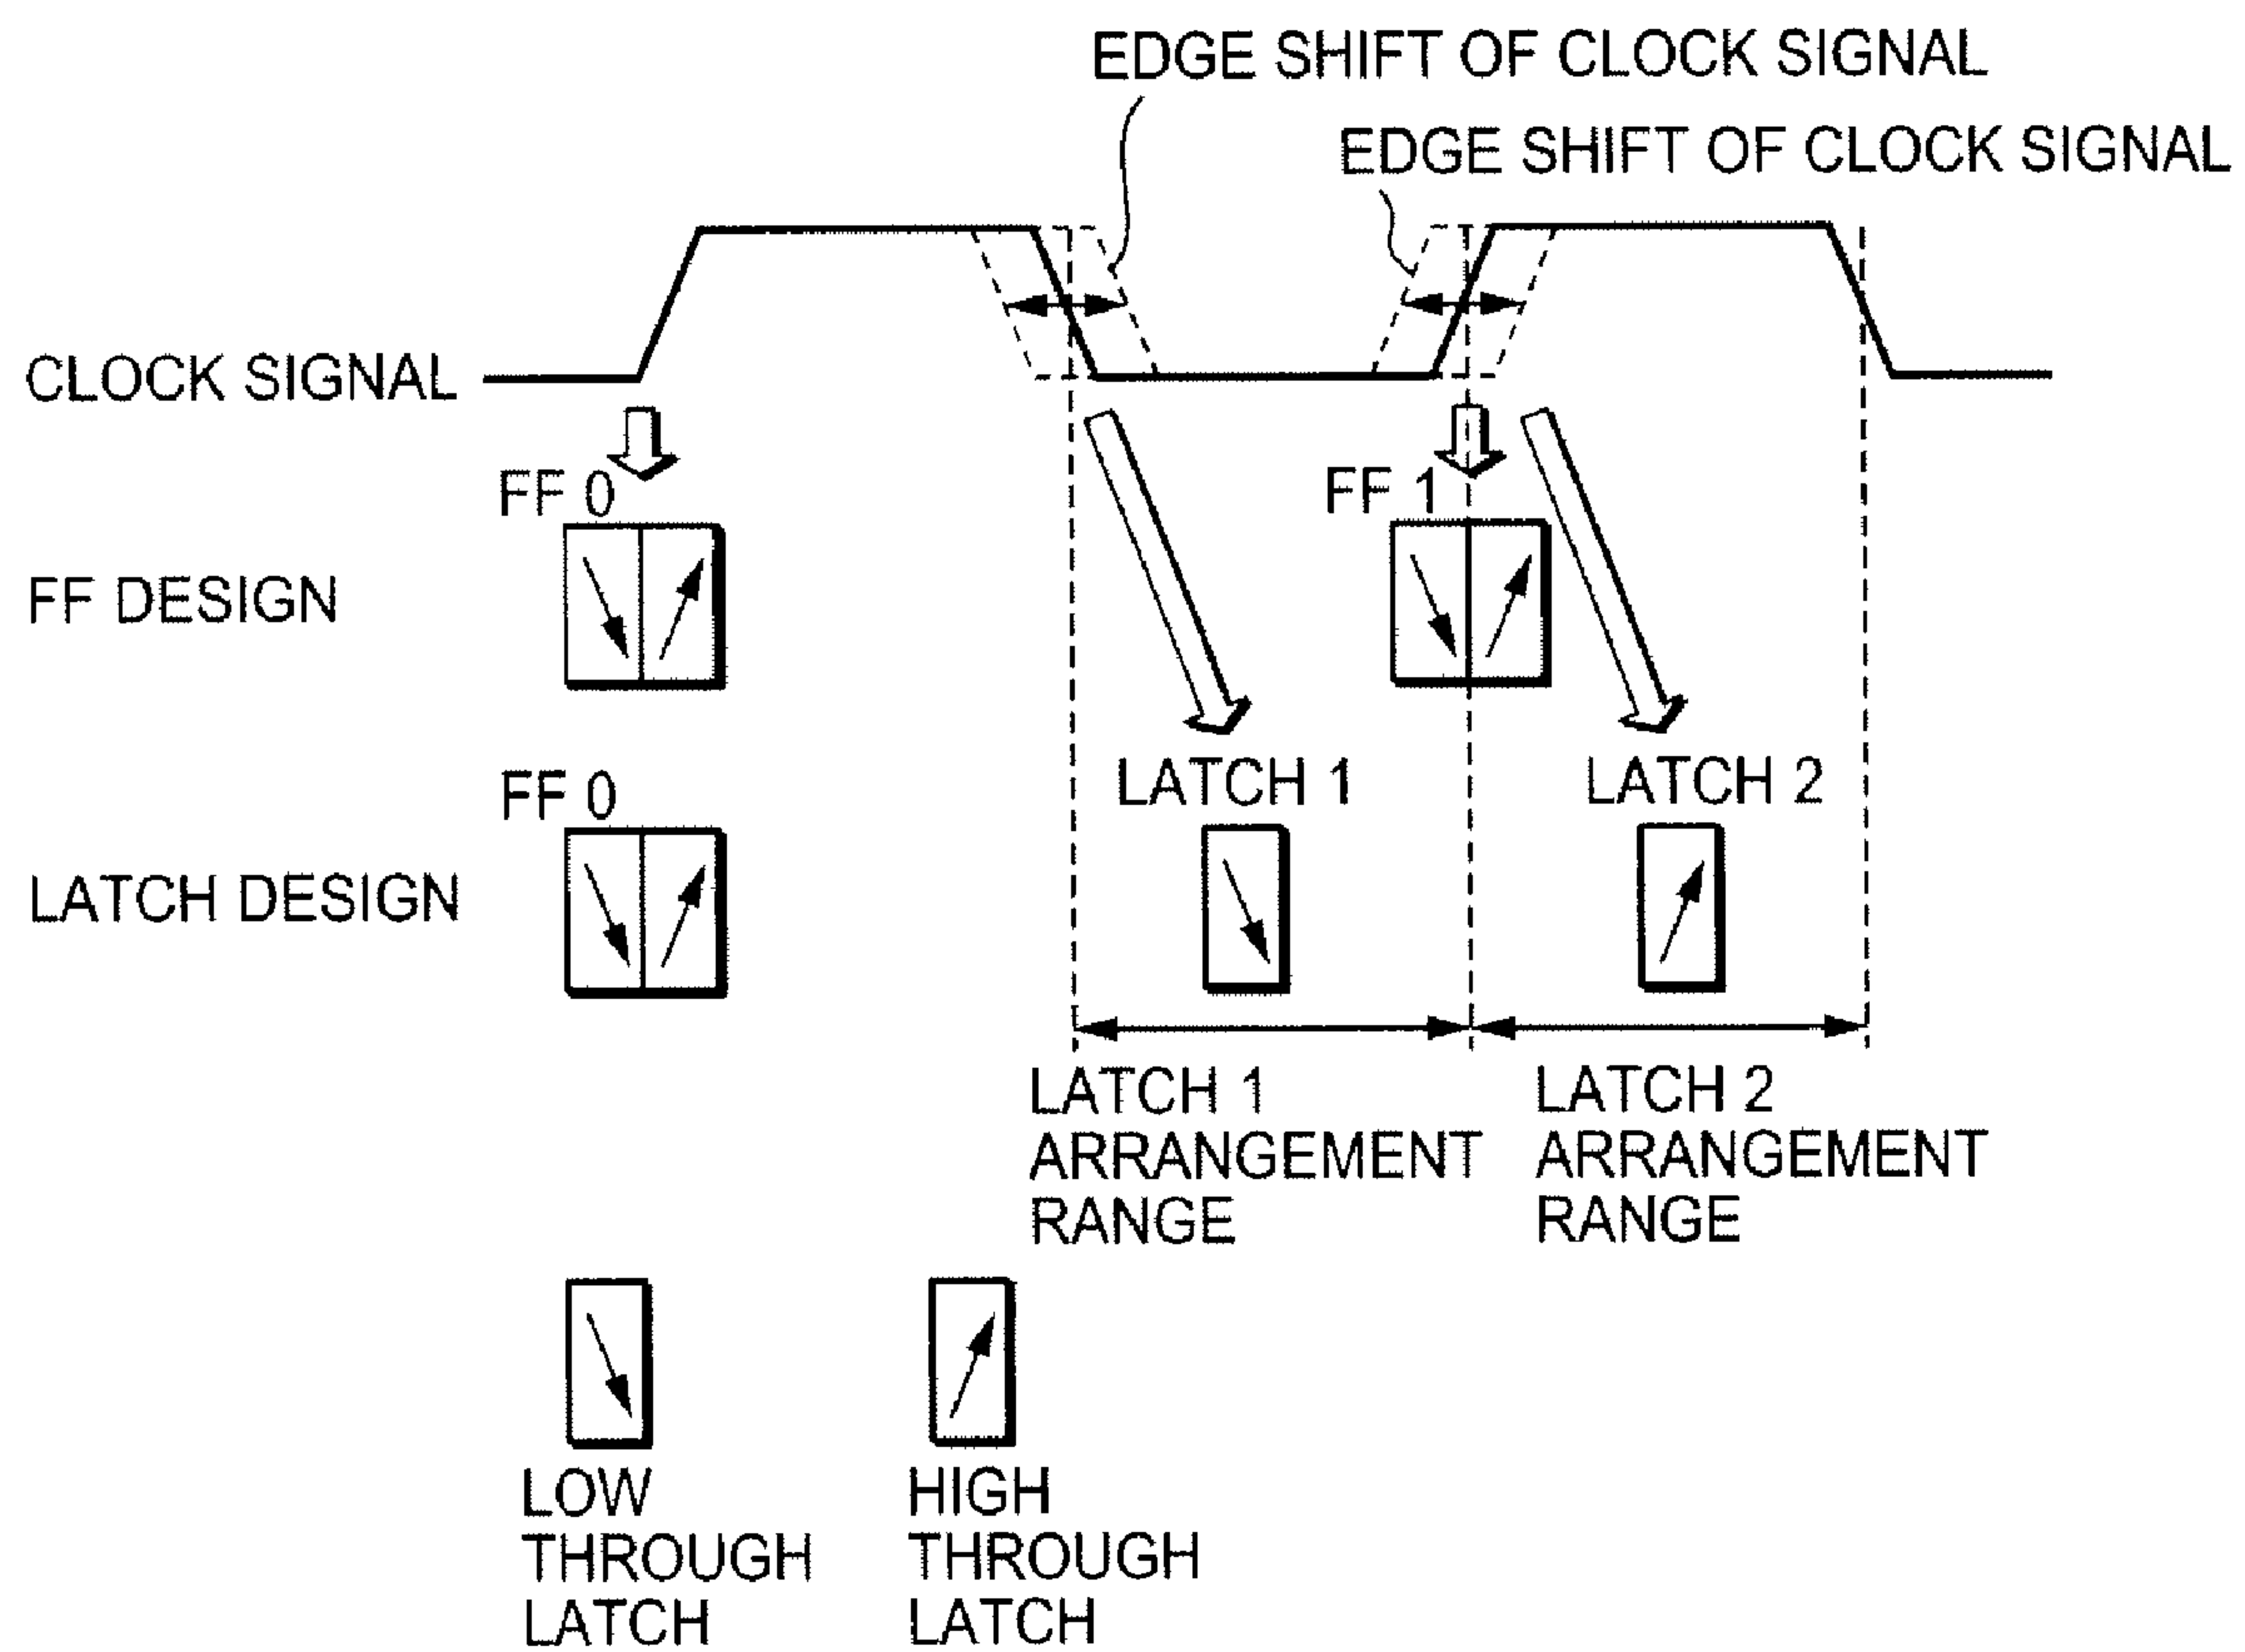 EDGE SHIFT OF CLOCK SIGNAL
EDGE SHIFT OF CLOCK SIGNAL
CLOCK SIGNAL
FF 0
FF 1
FF DESIGN
LATCH 1
LATCH 2
FF 0
LATCH DESIGN
LATCH 1
ARRANGEMENT
RANGE
LATCH 2
ARRANGEMENT
RANGE
LOW
THROUGH
LATCH
HIGH
THROUGH
LATCH